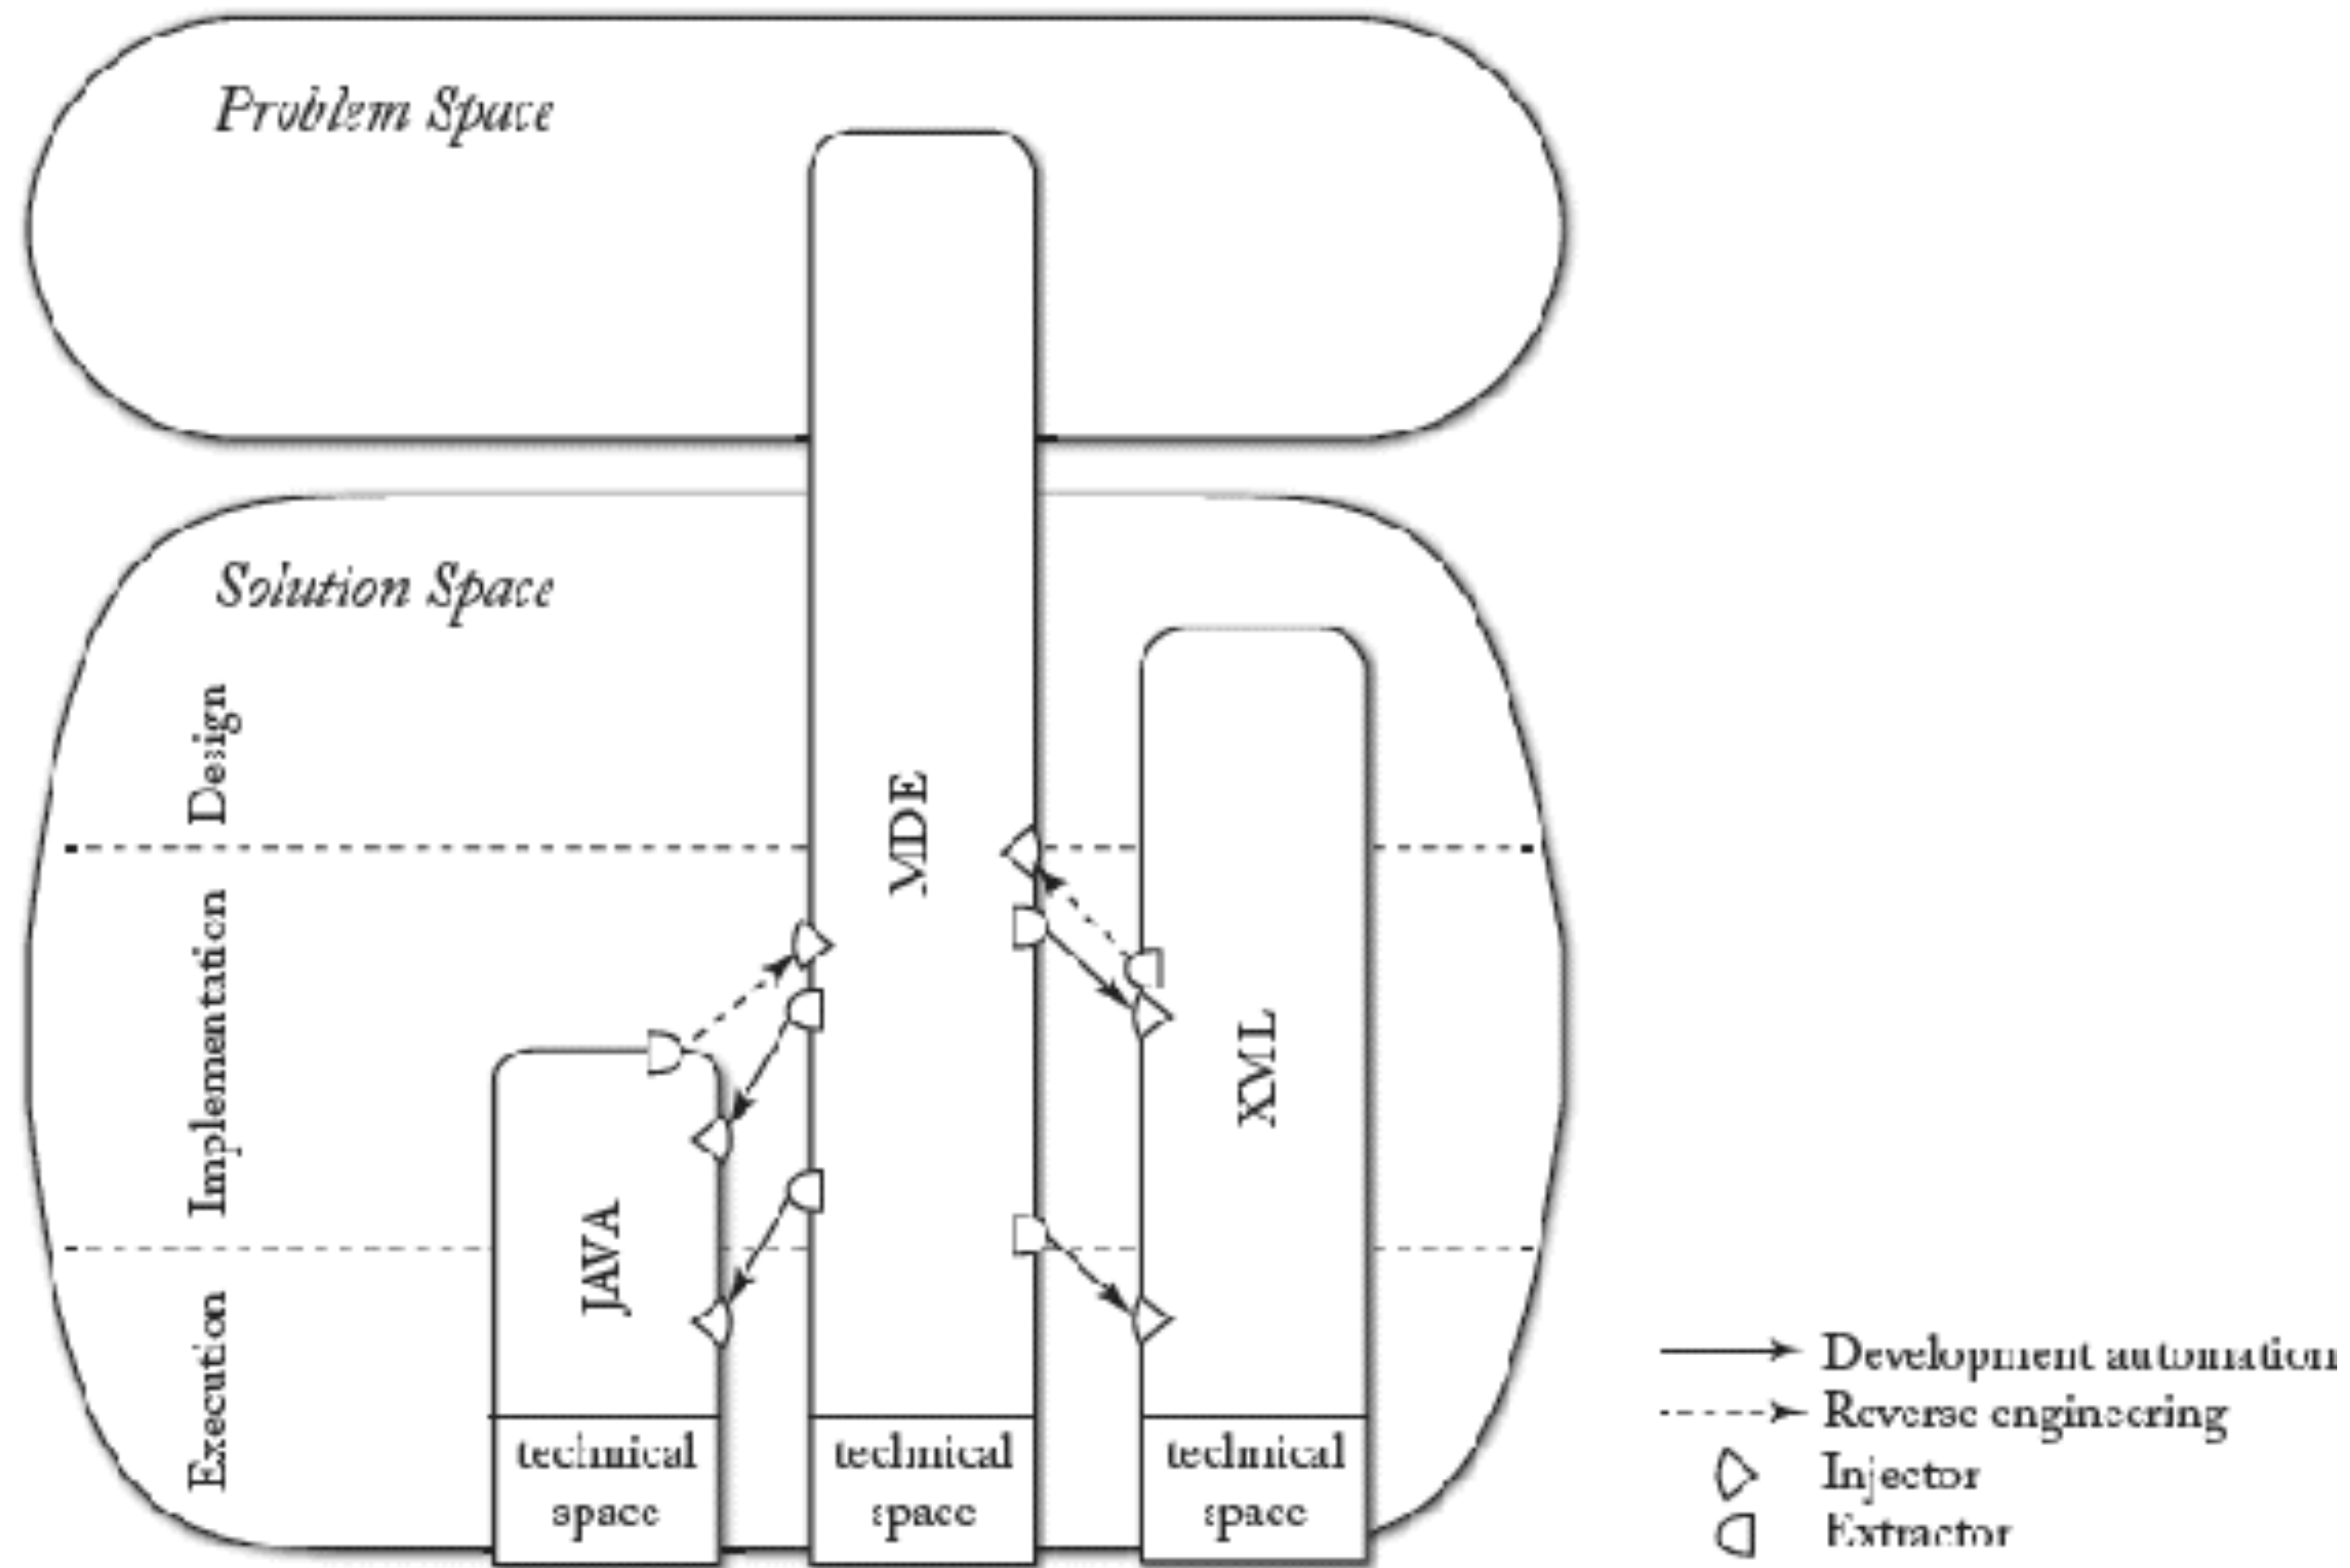 Problem Space
Solution Space
Design
Implementation
Execution
MDE
XML
JAVA
technical
space
technical
space
technical
space
Development automation
Reverse engineering
Injector
Extractor